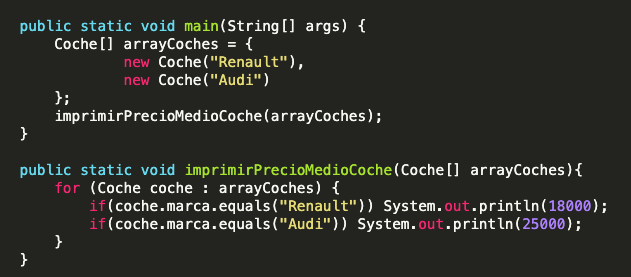 public static void main(String[] args) {
    Coche[] arrayCoches = {
            new Coche("Renault"),
            new Coche("Audi")
    };
    imprimirPrecioMedioCoche(arrayCoches);
}

public static void imprimirPrecioMedioCoche(Coche[] arrayCoches){
    for (Coche coche : arrayCoches) {
        if(coche.marca.equals("Renault")) System.out.println(18000);
        if(coche.marca.equals("Audi")) System.out.println(25000);
    }
}